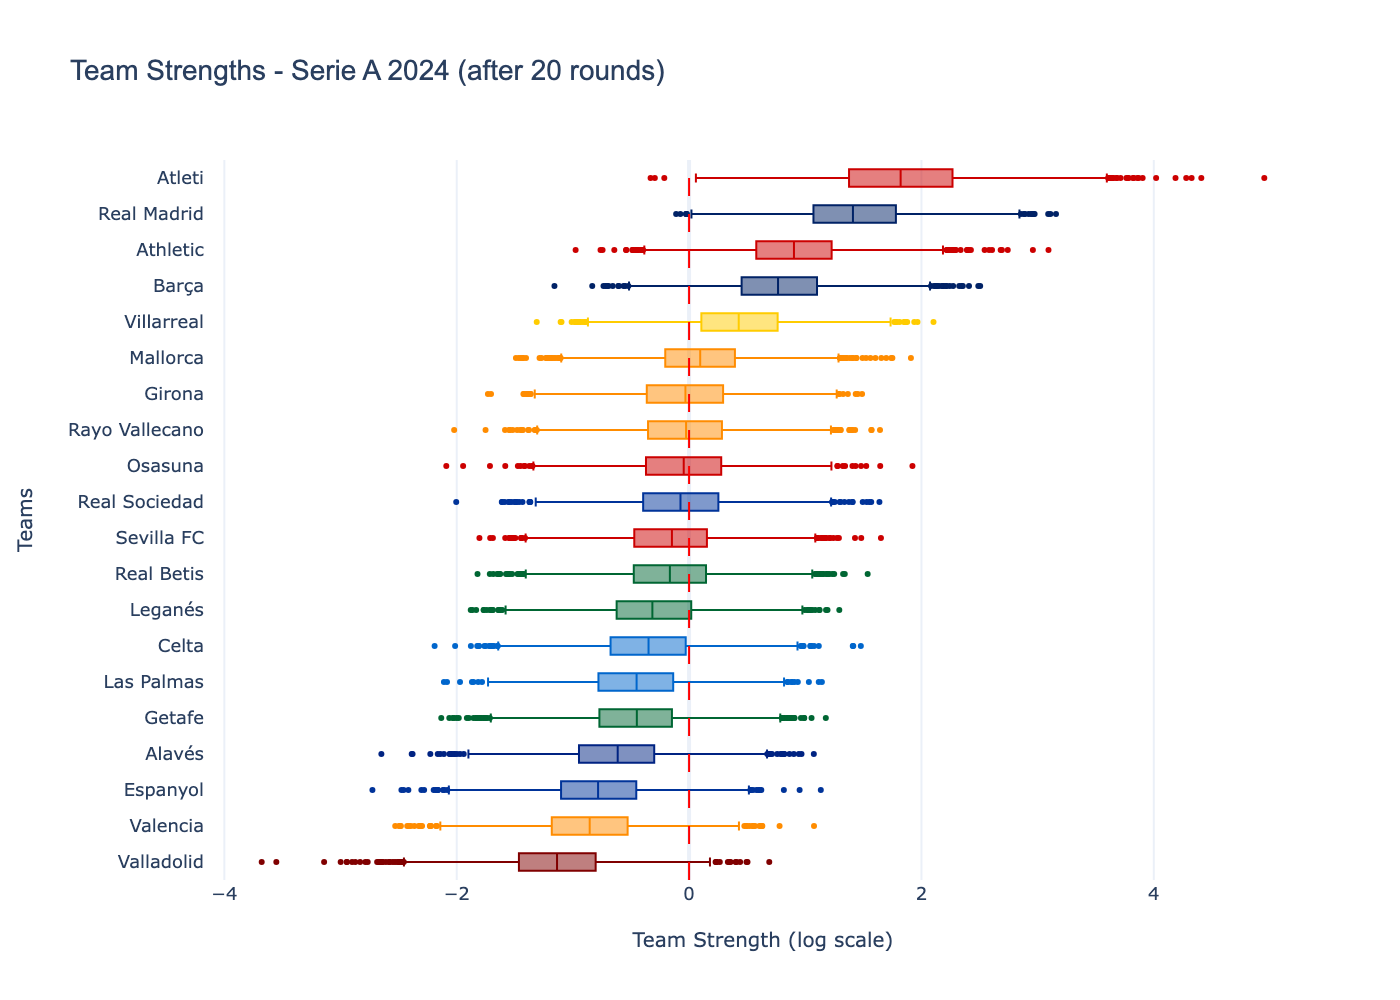 Team Strengths - Serie A 2024 (after 20 rounds)
Atleti
Real Madrid
Athletic
Barça
Villarreal
Mallorca
Girona
Rayo Vallecano
Osasuna
Real Sociedad
Sevilla FC
Real Betis
Leganés
Celta
Las Palmas
Getafe
Alavés
Espanyol
Valencia
Valladolid
Teams
−4 −2 0 2 4
Team Strength (log scale)